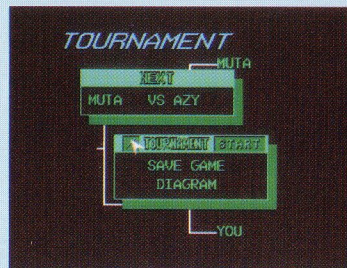 TOURNAMENT
MUTA
NEXT
MUTA VS AZY
TOURNAMENT START
SAVE GAME
DIAGRAM
YOU